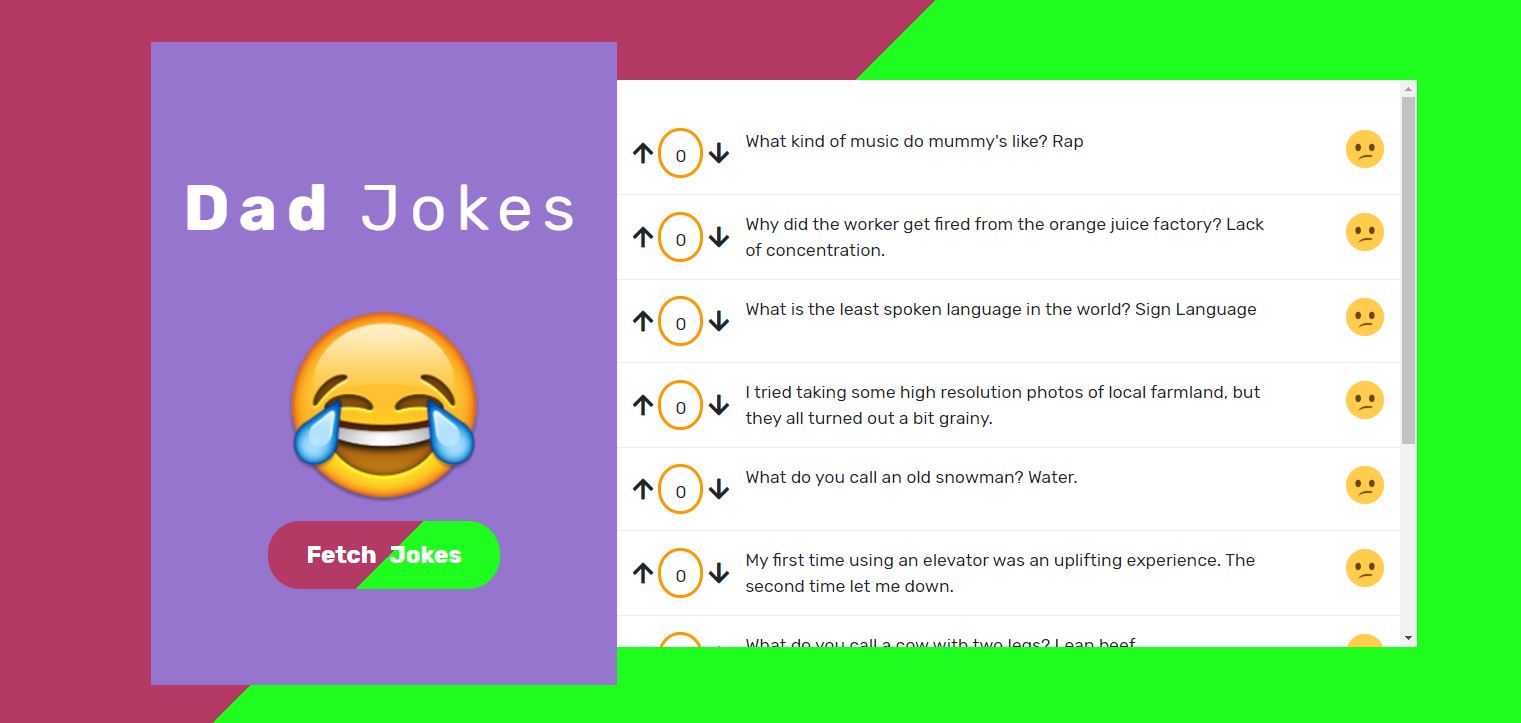 Dad Jokes
Fetch Jokes
0
What kind of music do mummy's like? Rap
0
Why did the worker get fired from the orange juice factory? Lack
of concentration.
0
What is the least spoken language in the world? Sign Language
0
I tried taking some high resolution photos of local farmland, but
they all turned out a bit grainy.
0
What do you call an old snowman? Water.
0
My first time using an elevator was an uplifting experience. The
second time let me down.
What do you call a cow with two legs? Lean beef